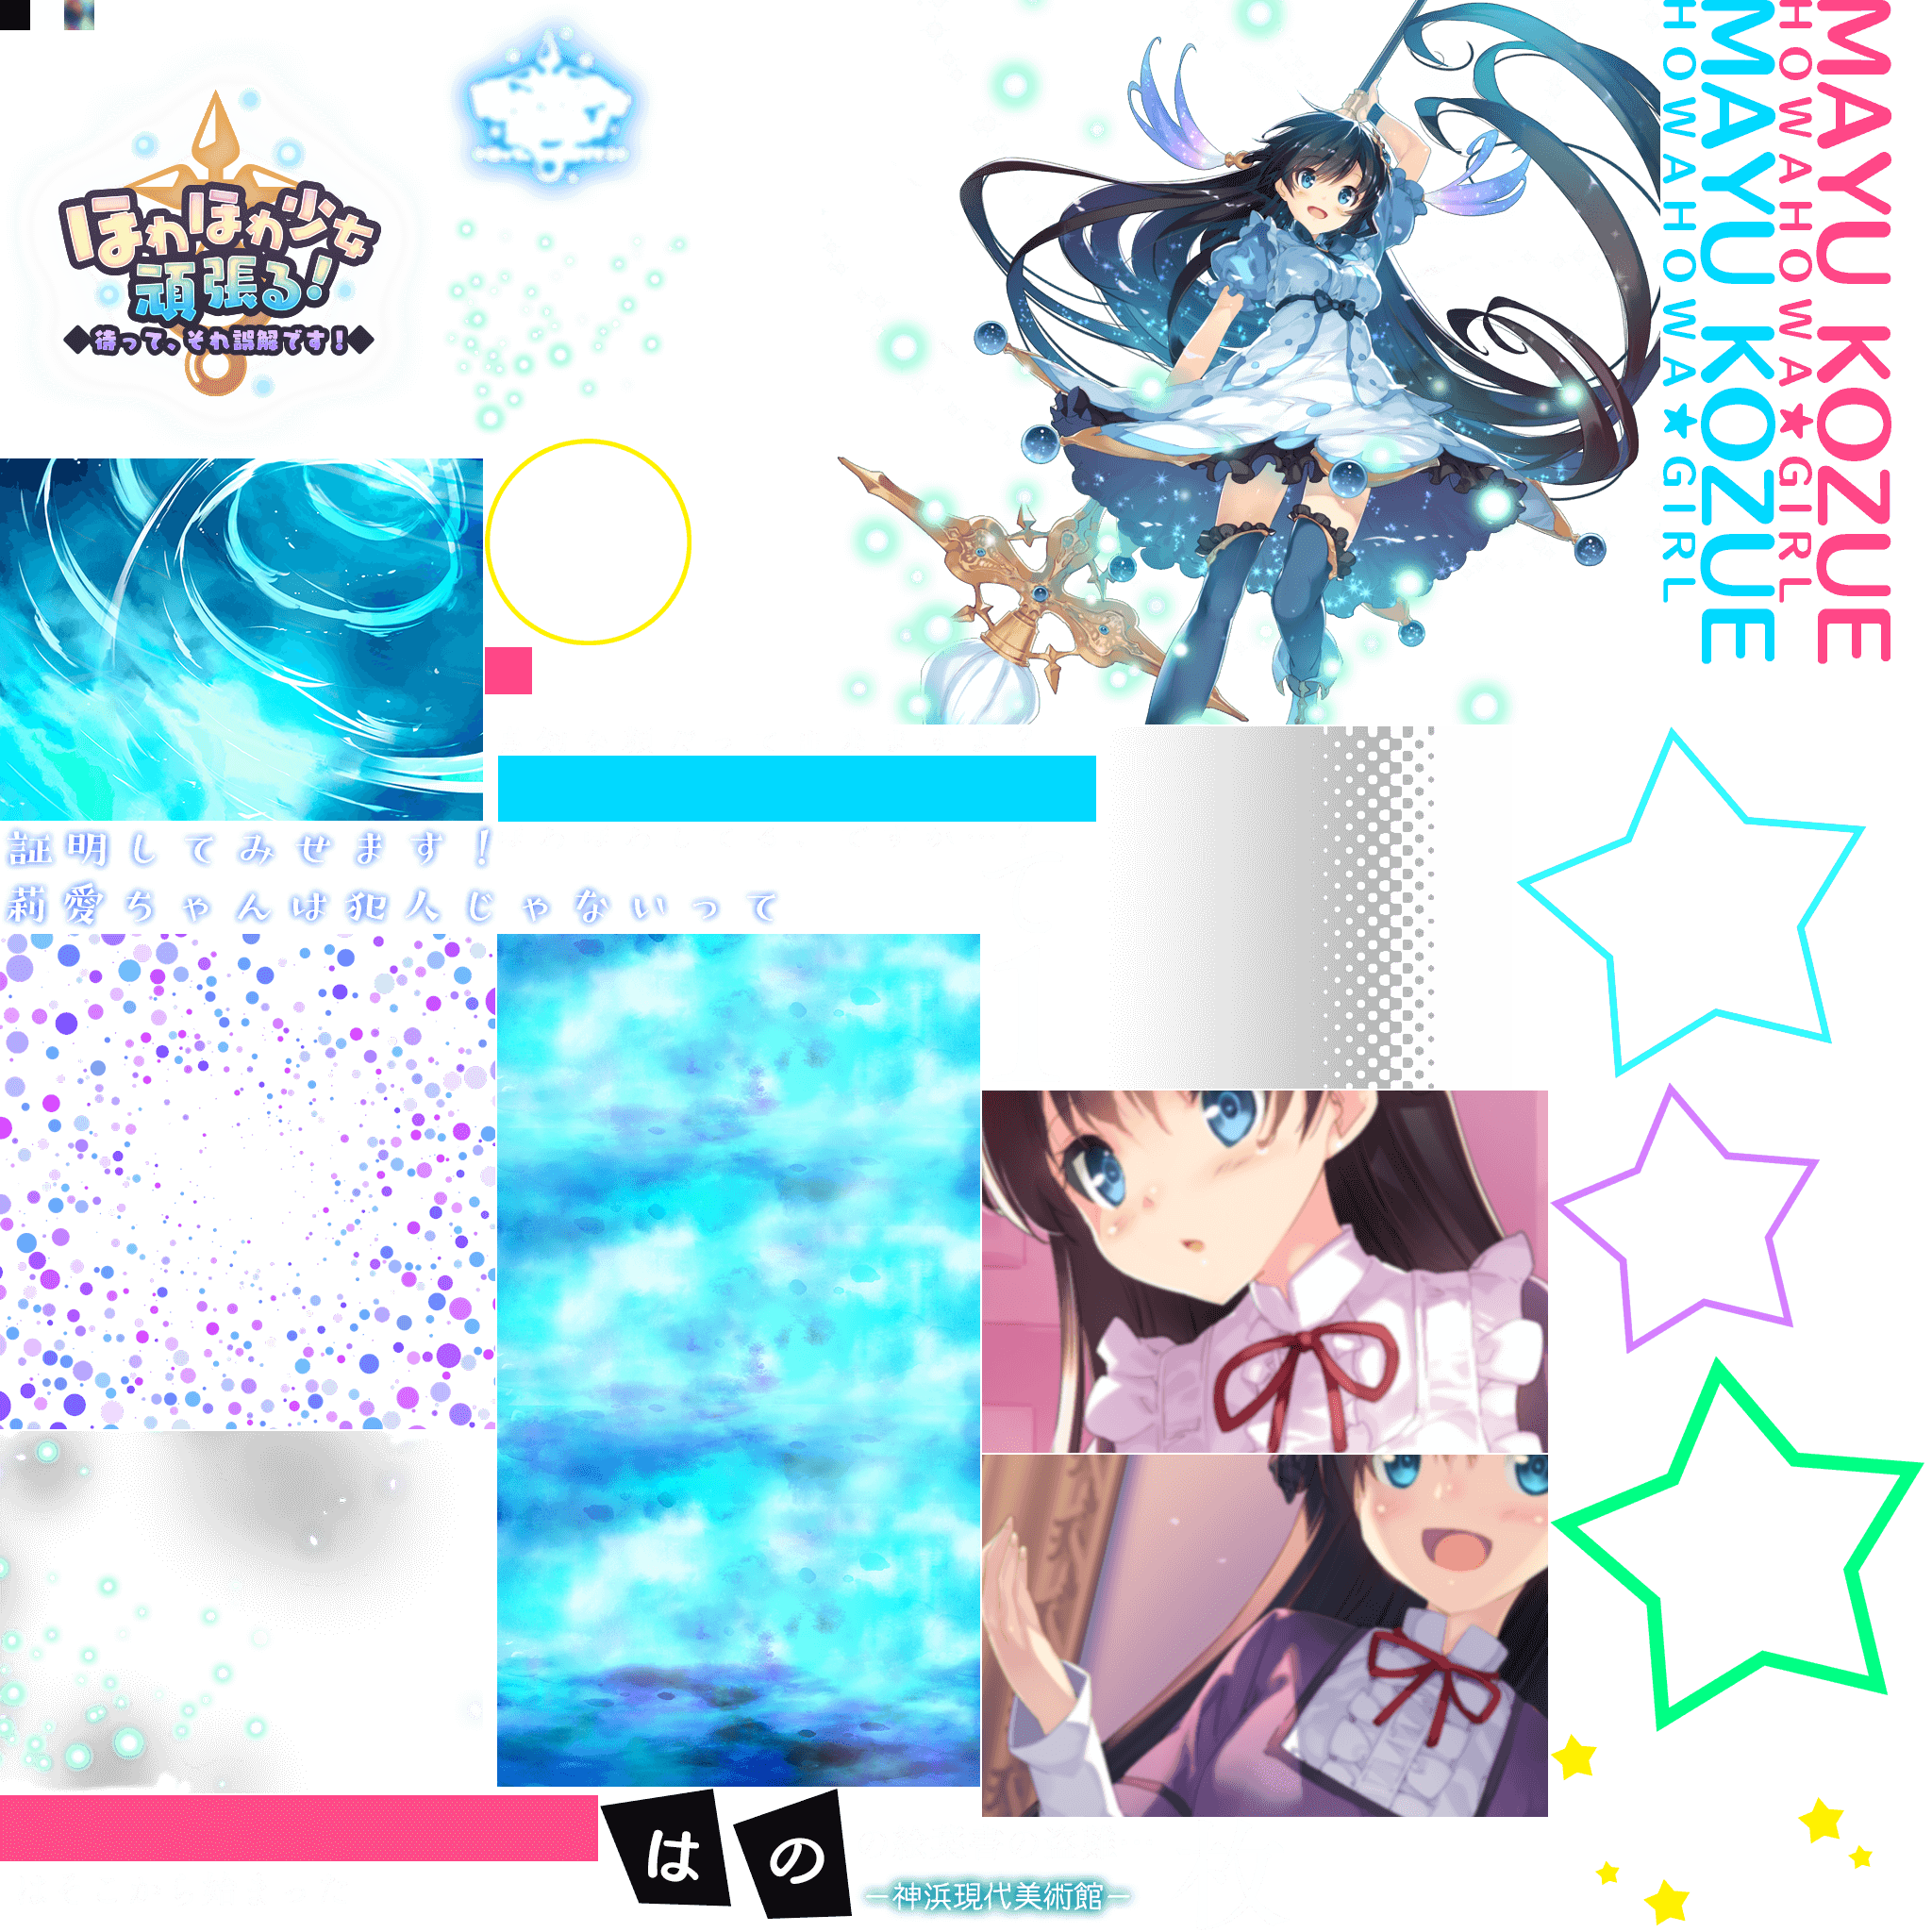 ほわほわ少女
頑張る!
◆待って、それ誤解です!◆
MAYU KOZUE
HOWAHOWA★GIRL
MAYU KOZUE
HOWAHOWA★GIRL
証明してみせます!
莉愛ちゃんは犯人じゃないって
は
の
―神浜現代美術館―